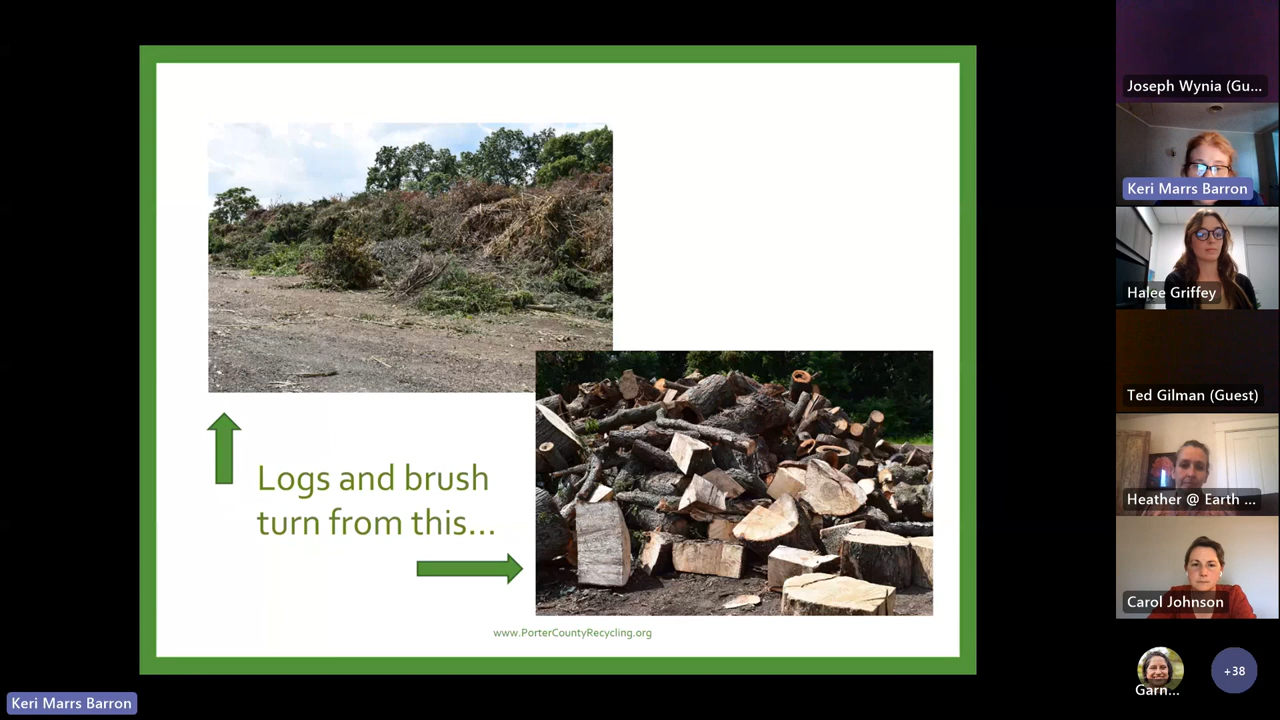 Logs and brush
turn from this...
www.PorterCountyRecycling.org
Joseph Wynia (Gu...
Keri Marrs Barron
Halee Griffey
Ted Gilman (Guest)
Heather @ Earth ...
Carol Johnson
Garn...
+38
Keri Marrs Barron